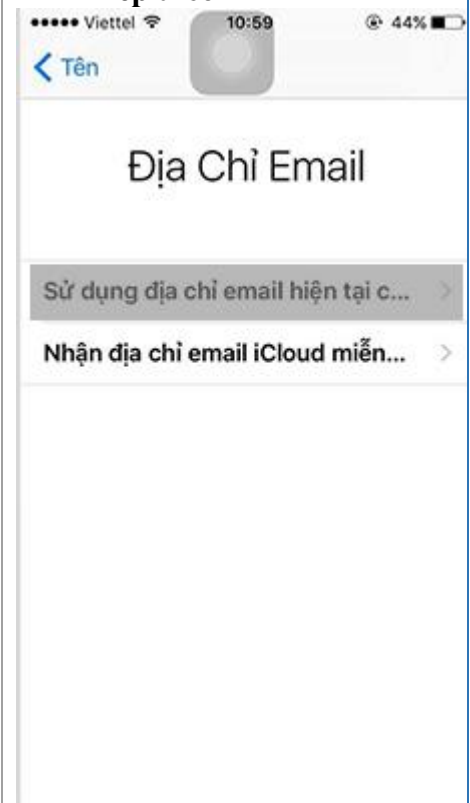 Viettel 10:59 44%
Tên
Địa Chỉ Email
Sử dụng địa chỉ email hiện tại c...
Nhận địa chỉ email iCloud miễn...